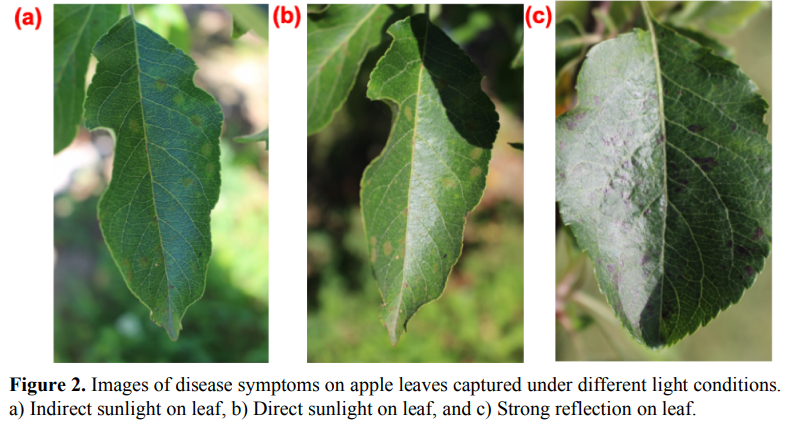 (a) (b) (c)
Figure 2. Images of disease symptoms on apple leaves captured under different light conditions.
a) Indirect sunlight on leaf, b) Direct sunlight on leaf, and c) Strong reflection on leaf.